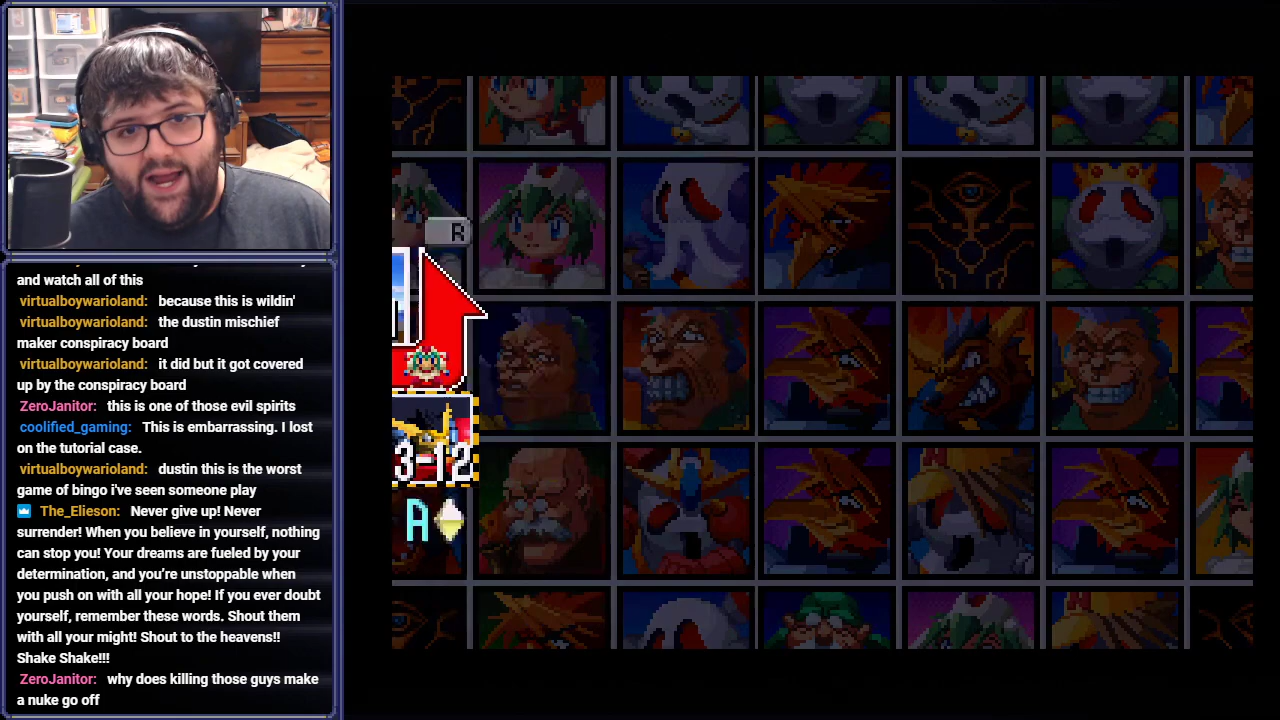 and watch all of this
virtualboywarioland: because this is wildin'
virtualboywarioland: the dustin mischief
maker conspiracy board
virtualboywarioland: it did but it got covered
up by the conspiracy board
ZeroJanitor: this is one of those evil spirits
coolified_gaming: This is embarrassing. I lost
on the tutorial case.
virtualboywarioland: dustin this is the worst
game of bingo i've seen someone play
The_Elieson: Never give up! Never
surrender! When you believe in yourself, nothing
can stop you! Your dreams are fueled by your
determination, and you’re unstoppable when
you push on with all your hope! If you ever doubt
yourself, remember these words. Shout them
with all your might! Shout to the heavens!!
Shake Shake!!!
ZeroJanitor: why does killing those guys make
a nuke go off
R
3-12
A